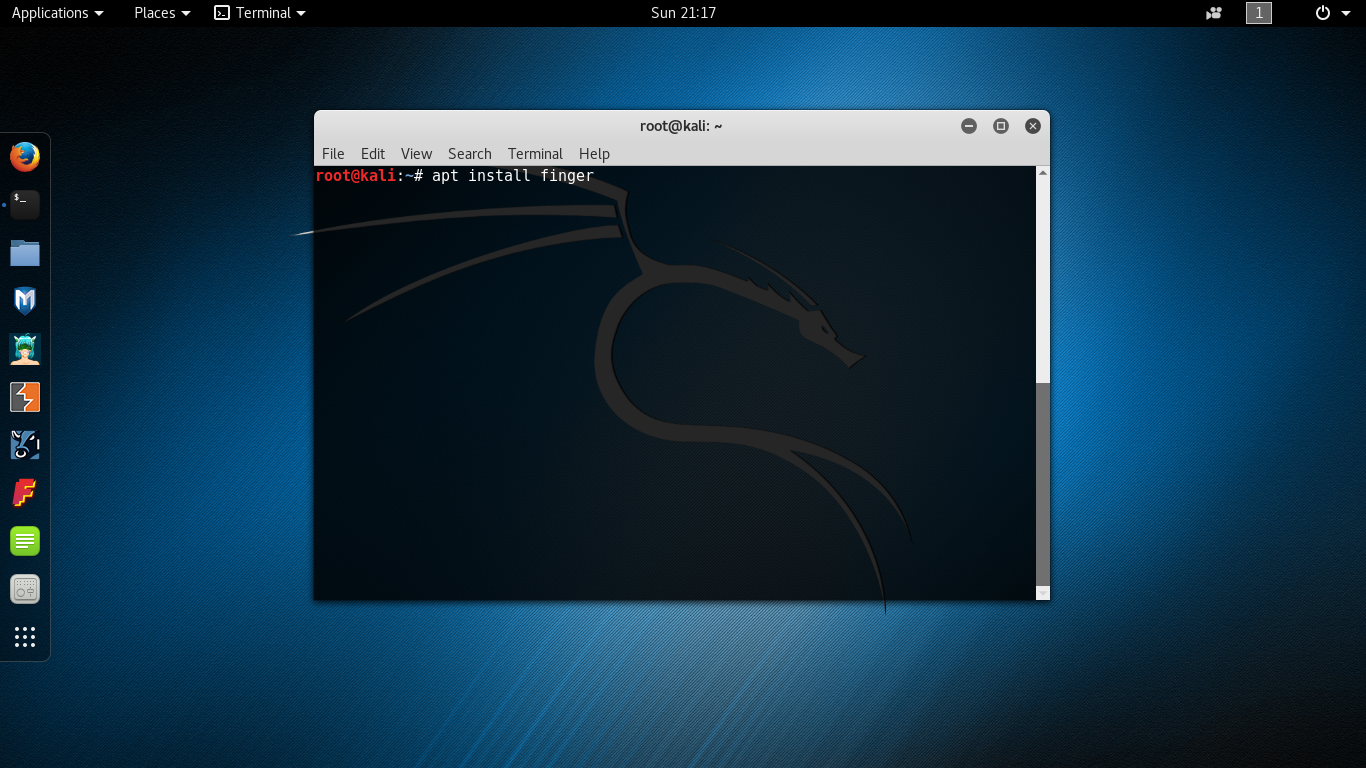 Applications Places Terminal Sun 21:17 1
root@kali: ~
File Edit View Search Terminal Help
root@kali:~# apt install finger
$_